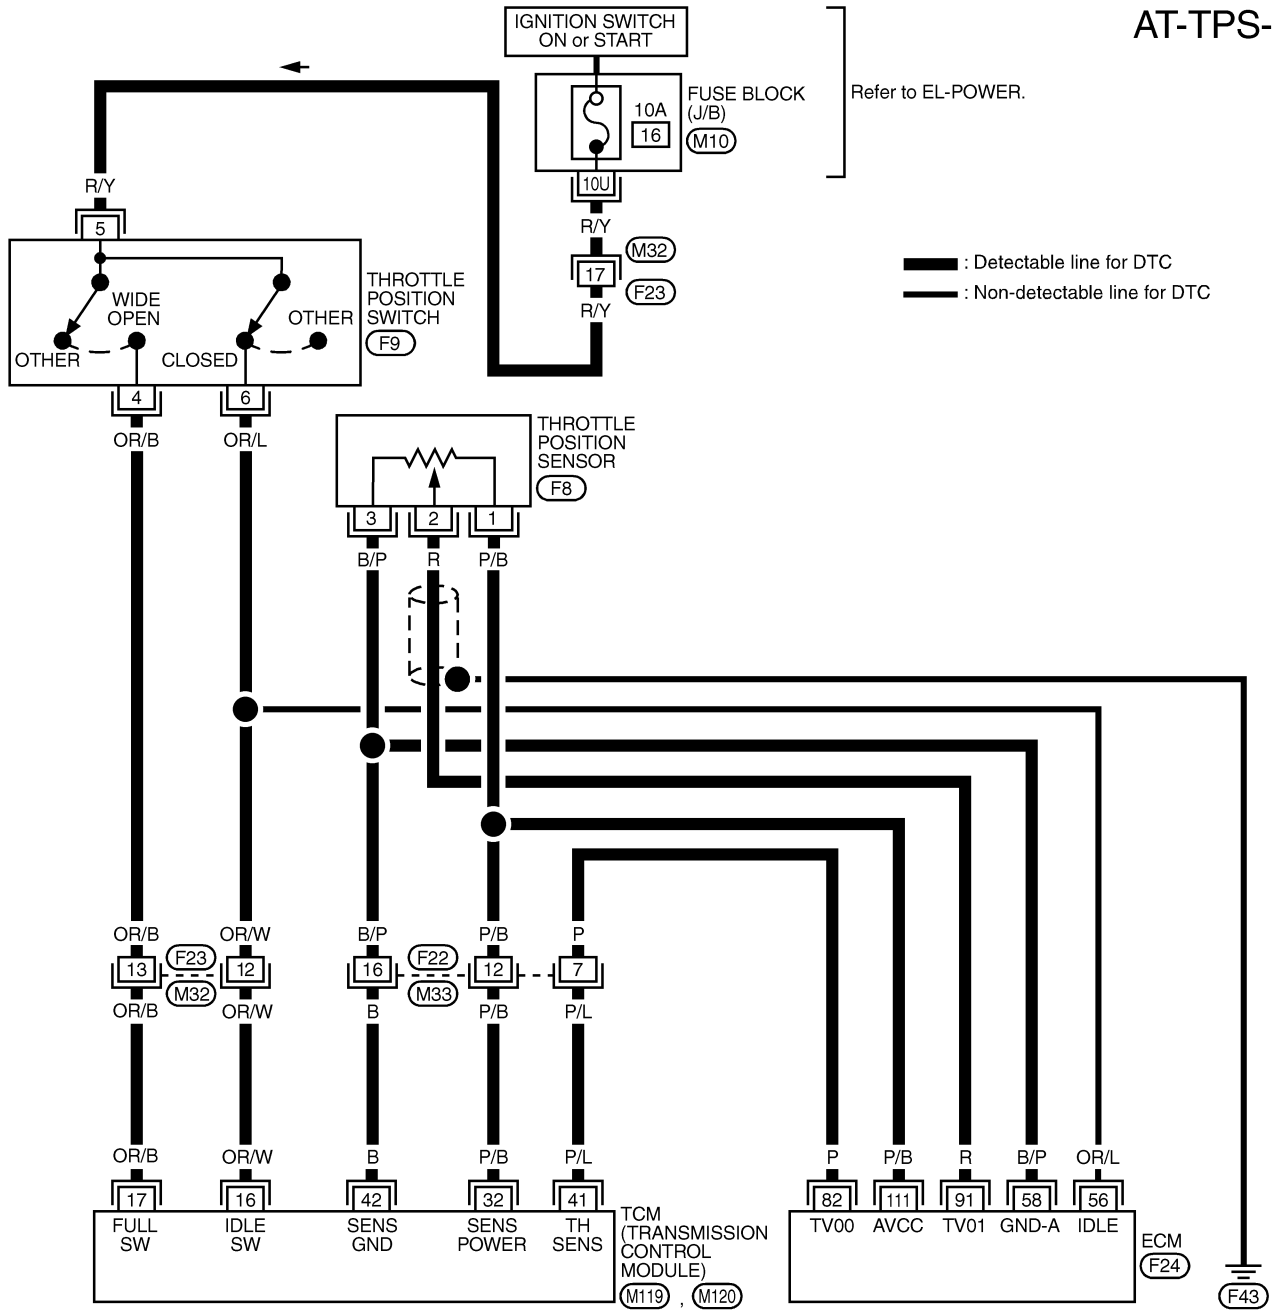 AT-TPS-
IGNITION SWITCH
ON or START
FUSE BLOCK
(J/B)
M10
10A
16
Refer to EL-POWER.
10U
R/Y
M32
17
F23
R/Y
: Detectable line for DTC
: Non-detectable line for DTC
R/Y
5
THROTTLE
POSITION
SWITCH
F9
WIDE
OPEN
OTHER
OTHER
CLOSED
4
6
OR/B
OR/L
THROTTLE
POSITION
SENSOR
F8
3
2
1
B/P
R
P/B
OR/B
OR/W
B/P
P/B
P
13
F23
12
16
F22
12
7
M32
M33
OR/B
OR/W
B
P/B
P/L
OR/B
OR/W
B
P/B
P/L
P
P/B
R
B/P
OR/L
17
16
42
32
41
82
111
91
58
56
FULL
SW
IDLE
SW
SENS
GND
SENS
POWER
TH
SENS
TCM
(TRANSMISSION
CONTROL
MODULE)
M119 , M120
TV00
AVCC
TV01
GND-A
IDLE
ECM
F24
F43